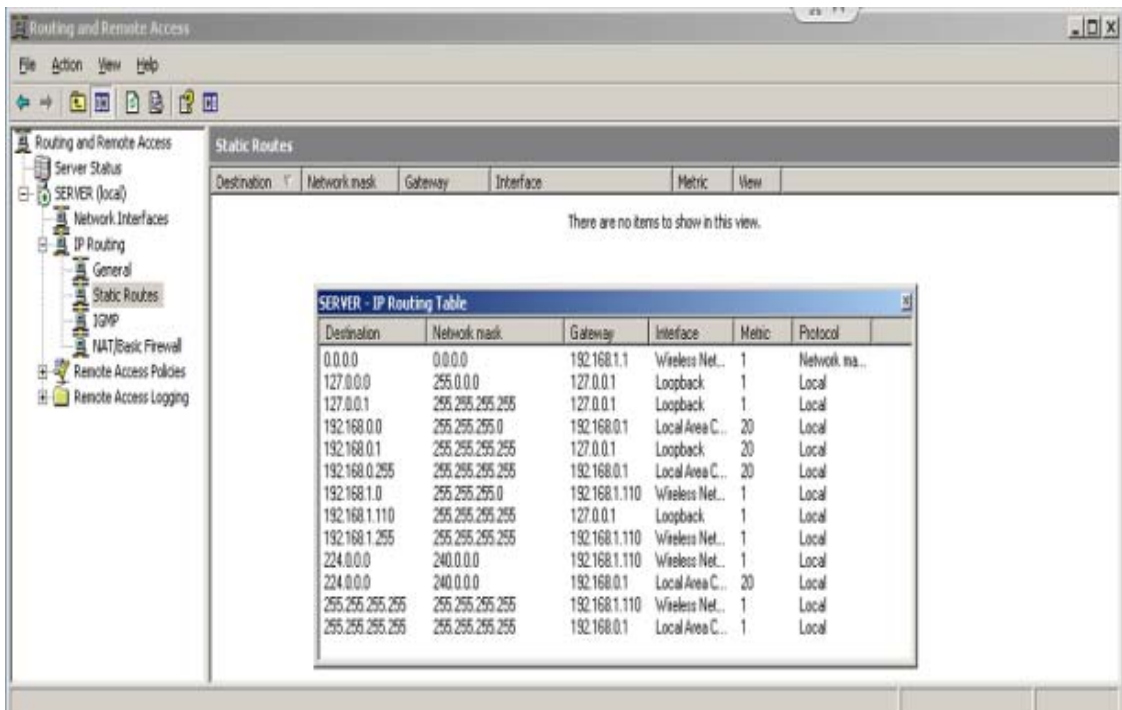 Routing and Remote Access
File Action View Help
Routing and Remote Access
Server Status
SERVER (local)
Network Interfaces
IP Routing
General
Static Routes
IGMP
NAT/Basic Firewall
Remote Access Policies
Remote Access Logging
Static Routes
Destination Network mask Gateway Interface Metric View
There are no items to show in this view.
SERVER - IP Routing Table
Destination Network mask Gateway Interface Metric Protocol
0.0.0.0 0.0.0.0 192.168.1.1 Wireless Net... 1 Network ma...
127.0.0.0 255.0.0.0 127.0.0.1 Loopback 1 Local
127.0.0.1 255.255.255.255 127.0.0.1 Loopback 1 Local
192.168.0.0 255.255.255.0 192.168.0.1 Local Area C... 20 Local
192.168.0.1 255.255.255.255 127.0.0.1 Loopback 20 Local
192.168.0.255 255.255.255.255 192.168.0.1 Local Area C... 20 Local
192.168.1.0 255.255.255.0 192.168.1.110 Wireless Net... 1 Local
192.168.1.110 255.255.255.255 127.0.0.1 Loopback 1 Local
192.168.1.255 255.255.255.255 192.168.1.110 Wireless Net... 1 Local
224.0.0.0 240.0.0.0 192.168.1.110 Wireless Net... 1 Local
224.0.0.0 240.0.0.0 192.168.0.1 Local Area C... 20 Local
255.255.255.255 255.255.255.255 192.168.1.110 Wireless Net... 1 Local
255.255.255.255 255.255.255.255 192.168.0.1 Local Area C... 1 Local